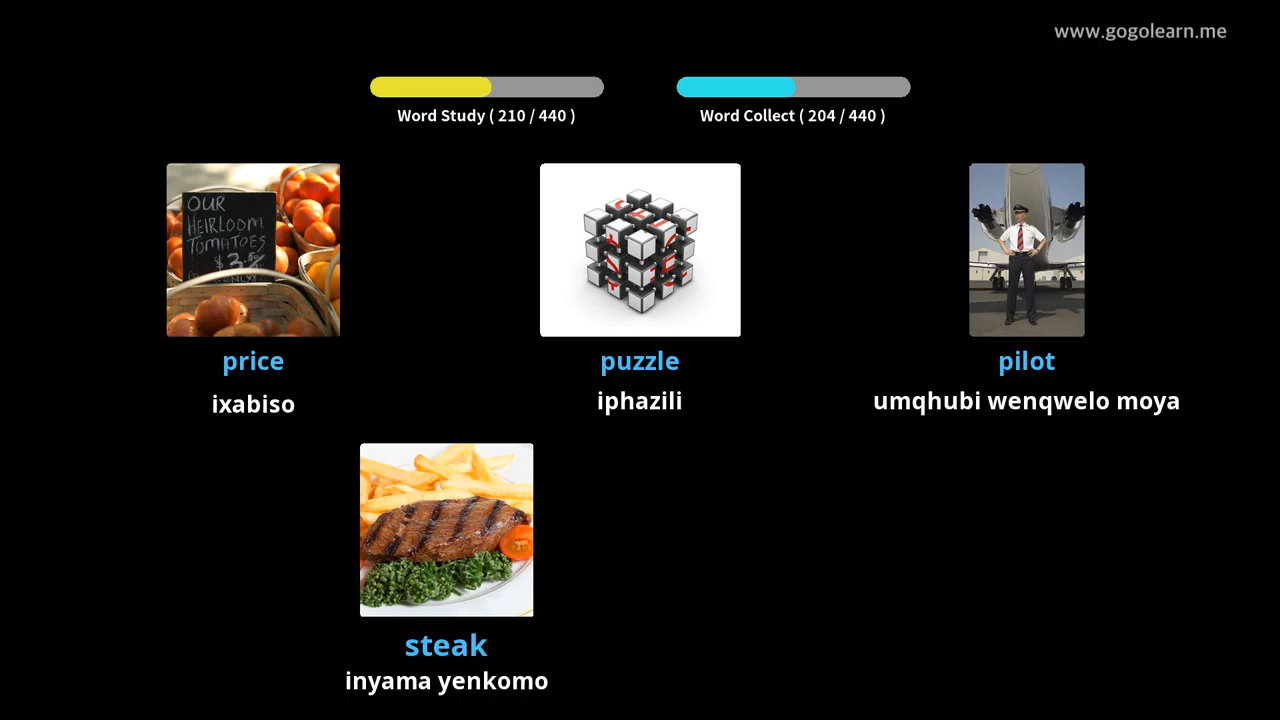 www.gogolearn.me
Word Study ( 210 / 440 )
Word Collect ( 204 / 440 )
OUR
HEIRLOOM
TOMATOES
price
puzzle
pilot
ixabiso
iphazili
umqhubi wenqwelo moya
steak
inyama yenkomo